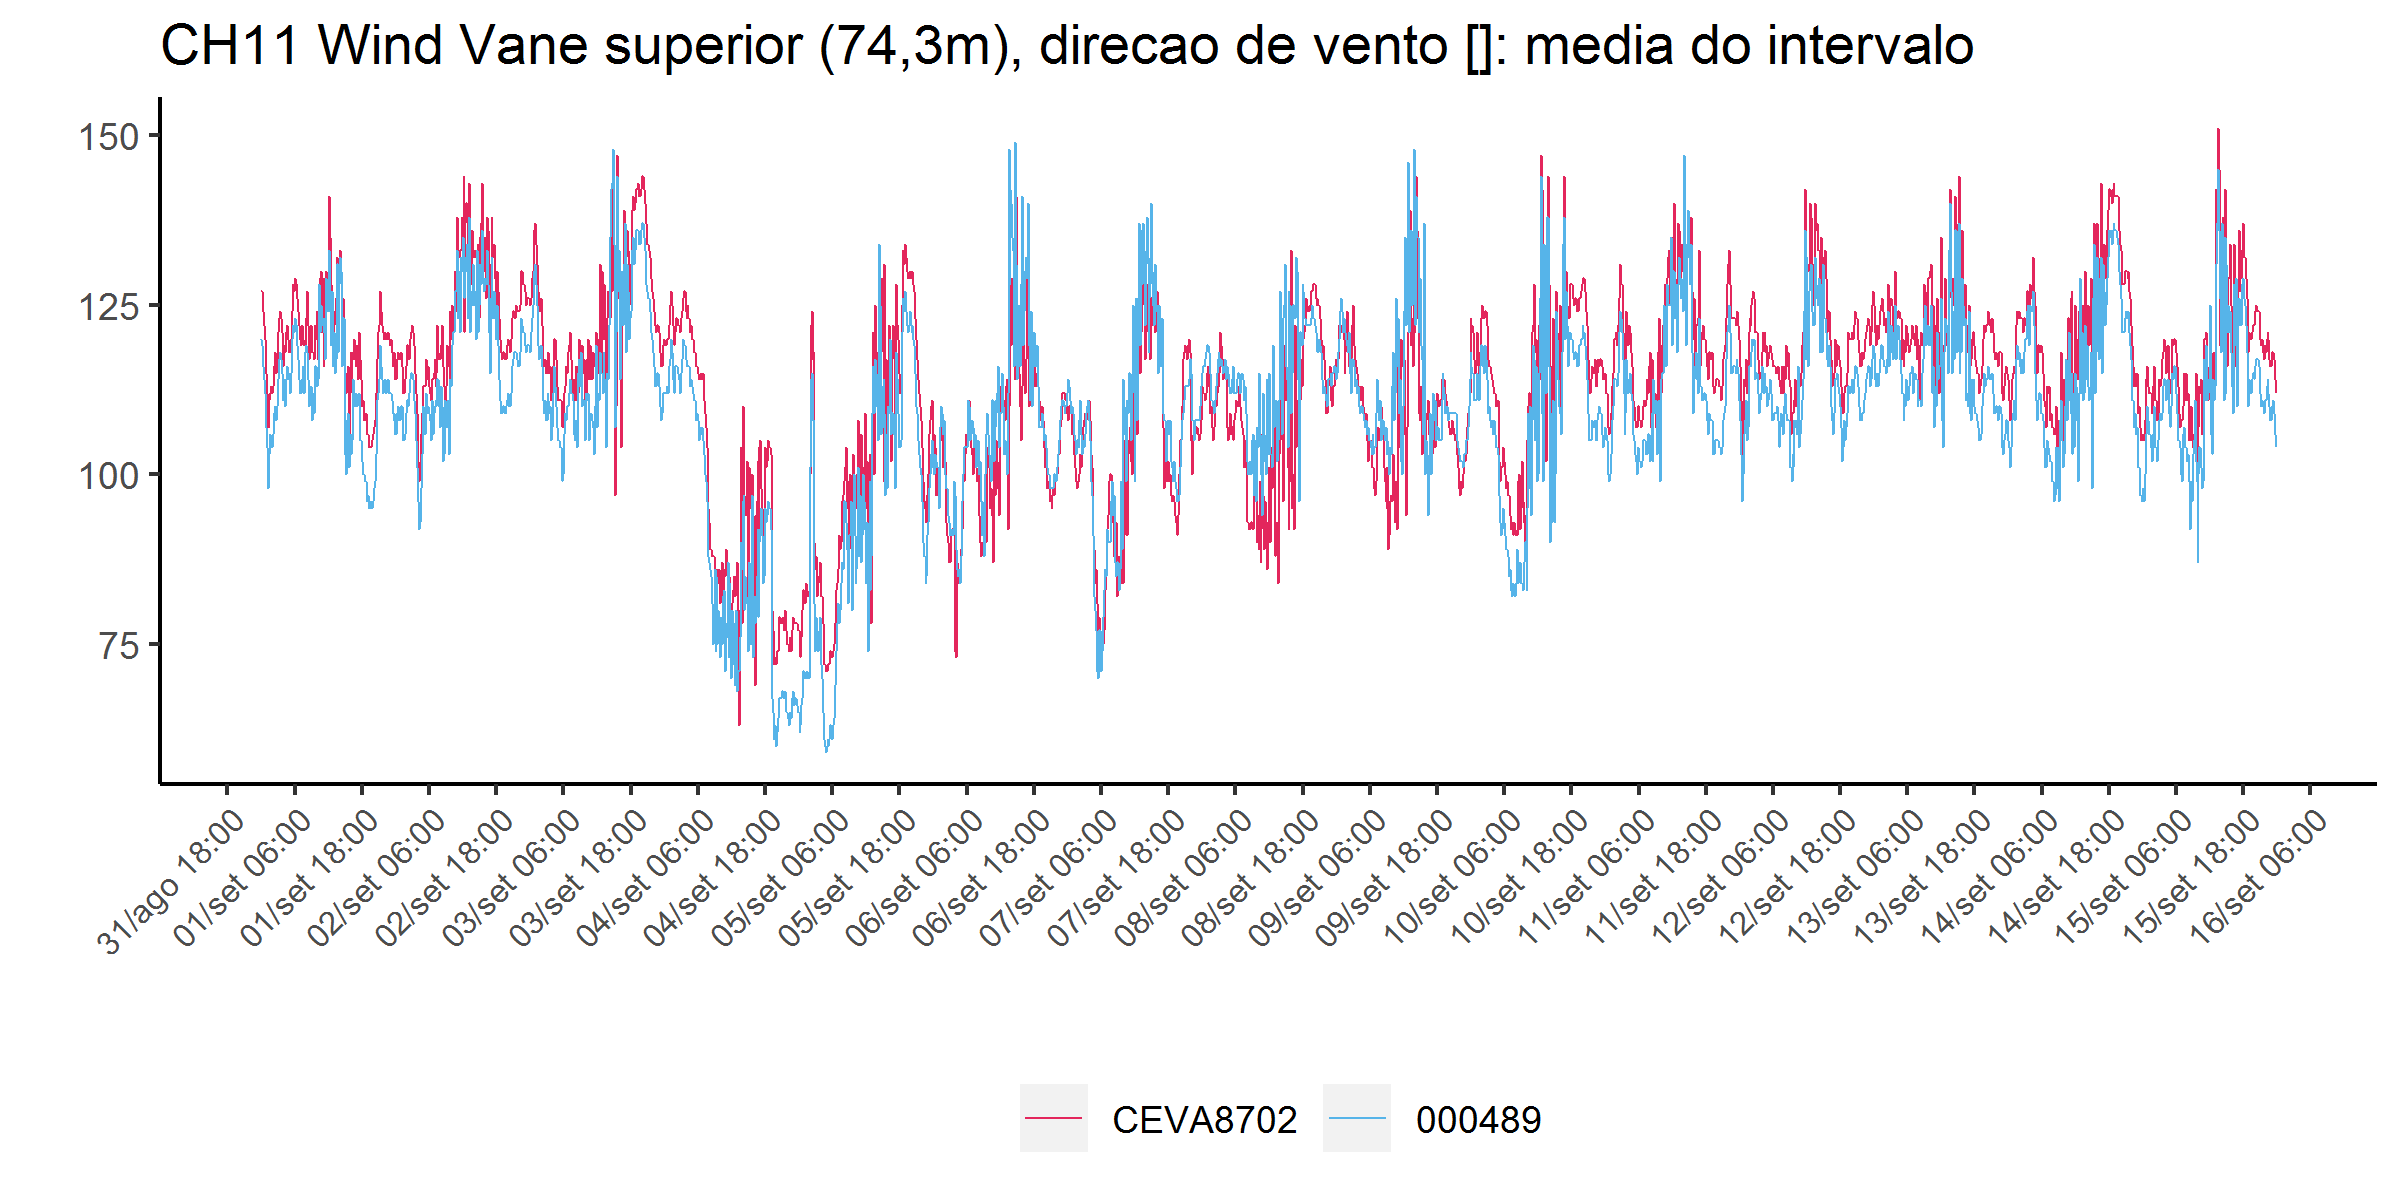 CH11 Wind Vane superior (74,3m), direcao de vento []: media do intervalo
150
125
100
75
31/ago 18:00
01/set 06:00
01/set 18:00
02/set 06:00
02/set 18:00
03/set 06:00
03/set 18:00
04/set 06:00
04/set 18:00
05/set 06:00
05/set 18:00
06/set 06:00
06/set 18:00
07/set 06:00
07/set 18:00
08/set 06:00
08/set 18:00
09/set 06:00
09/set 18:00
10/set 06:00
10/set 18:00
11/set 06:00
11/set 18:00
12/set 06:00
12/set 18:00
13/set 06:00
13/set 18:00
14/set 06:00
14/set 18:00
15/set 06:00
15/set 18:00
16/set 06:00
CEVA8702 000489